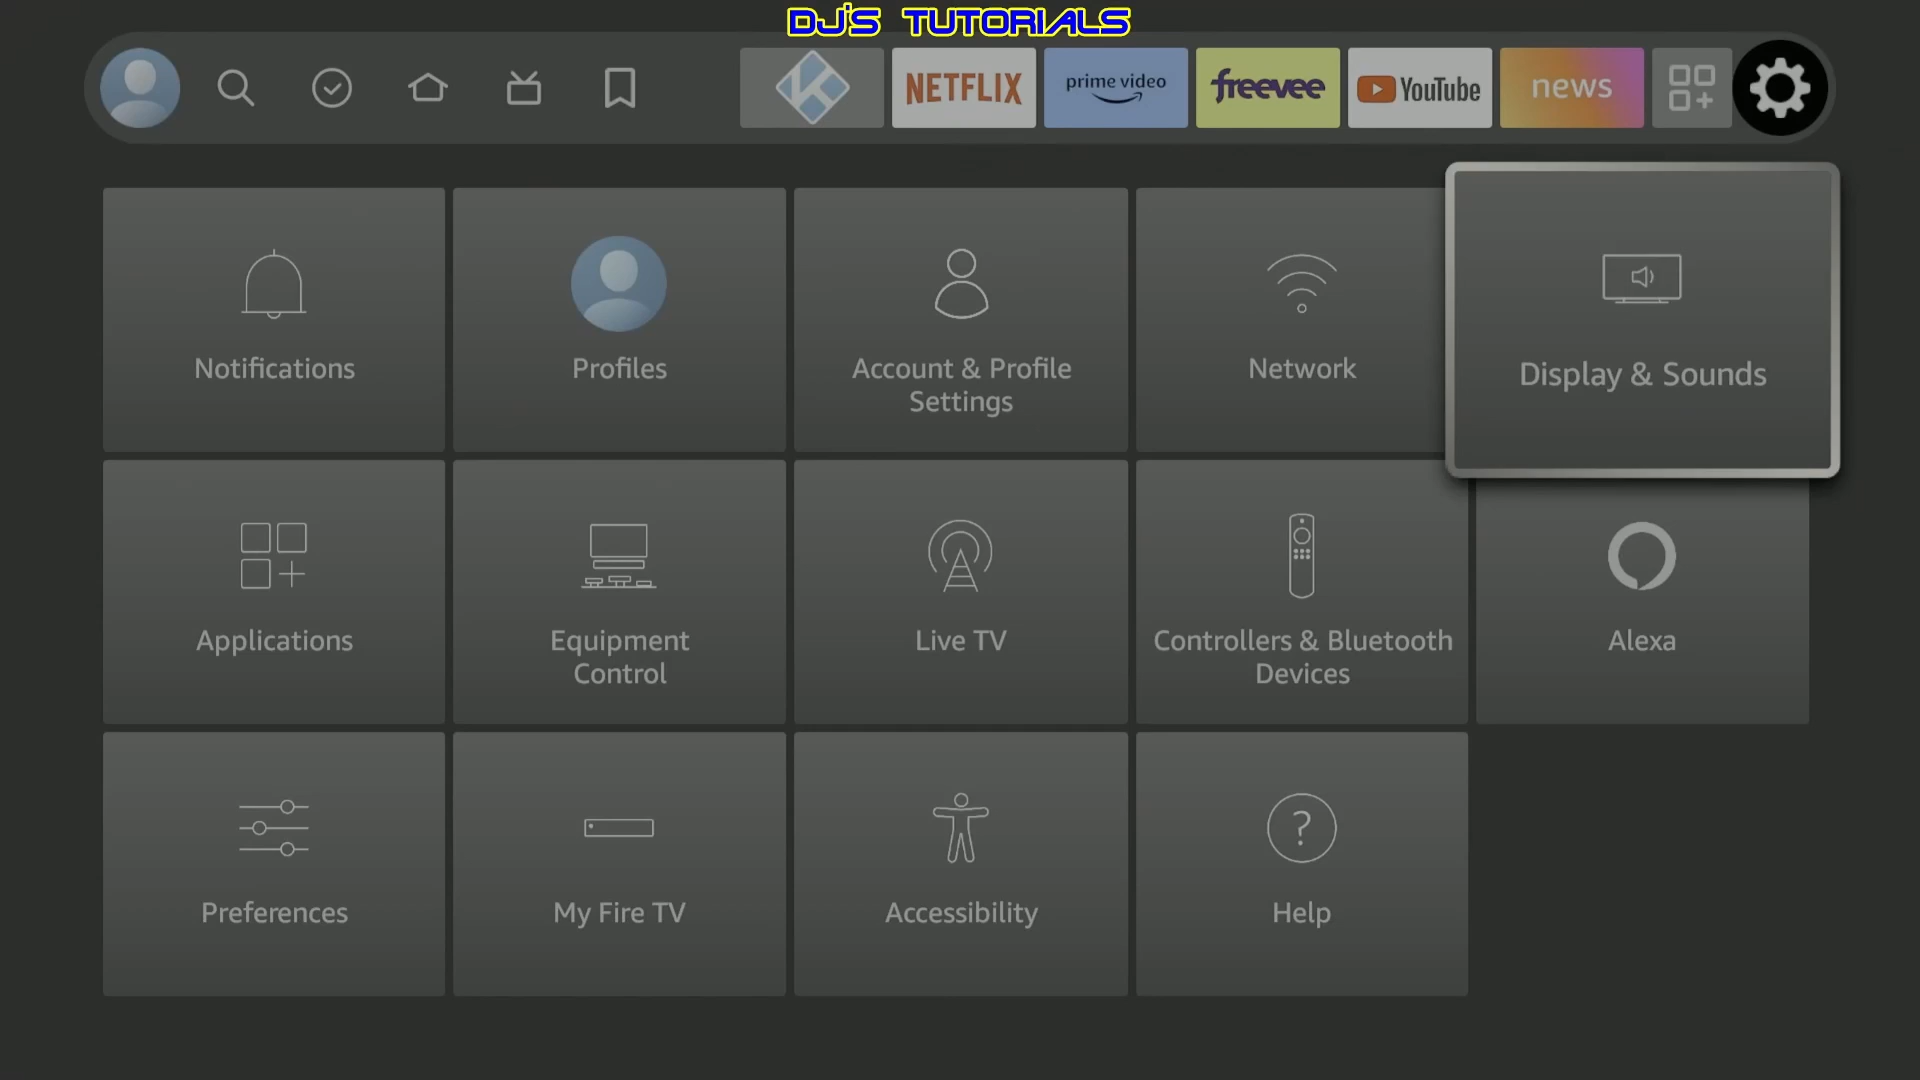 DJ'S TUTORIALS
NETFLIX
prime video
freevee
YouTube
news
Notifications
Profiles
Account & Profile
Settings
Network
Display & Sounds
Applications
Equipment
Control
Live TV
Controllers & Bluetooth
Devices
Alexa
Preferences
My Fire TV
Accessibility
?
Help